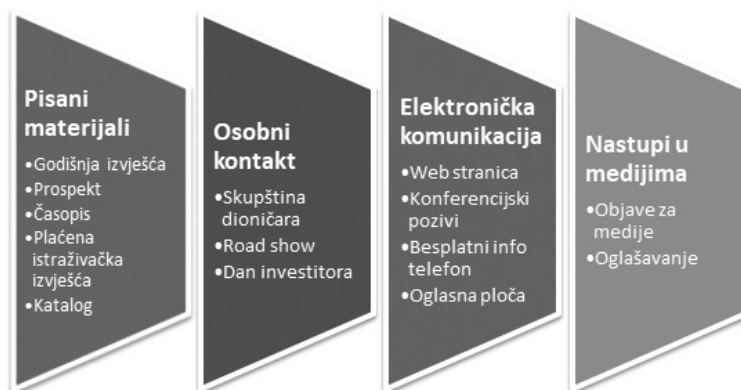 Pisani
materijali
•Godišnja izvješća
•Prospekt
•Časopis
•Plaćena
istraživačka
izvješća
•Katalog
Osobni
kontakt
•Skupština
dioničara
•Road show
•Dan investitora
Elektronička
komunikacija
•Web stranica
•Konferencijski
pozivi
•Besplatni info
telefon
•Oglasna ploča
Nastupi u
medijima
•Objave za
medije
•Oglašavanje